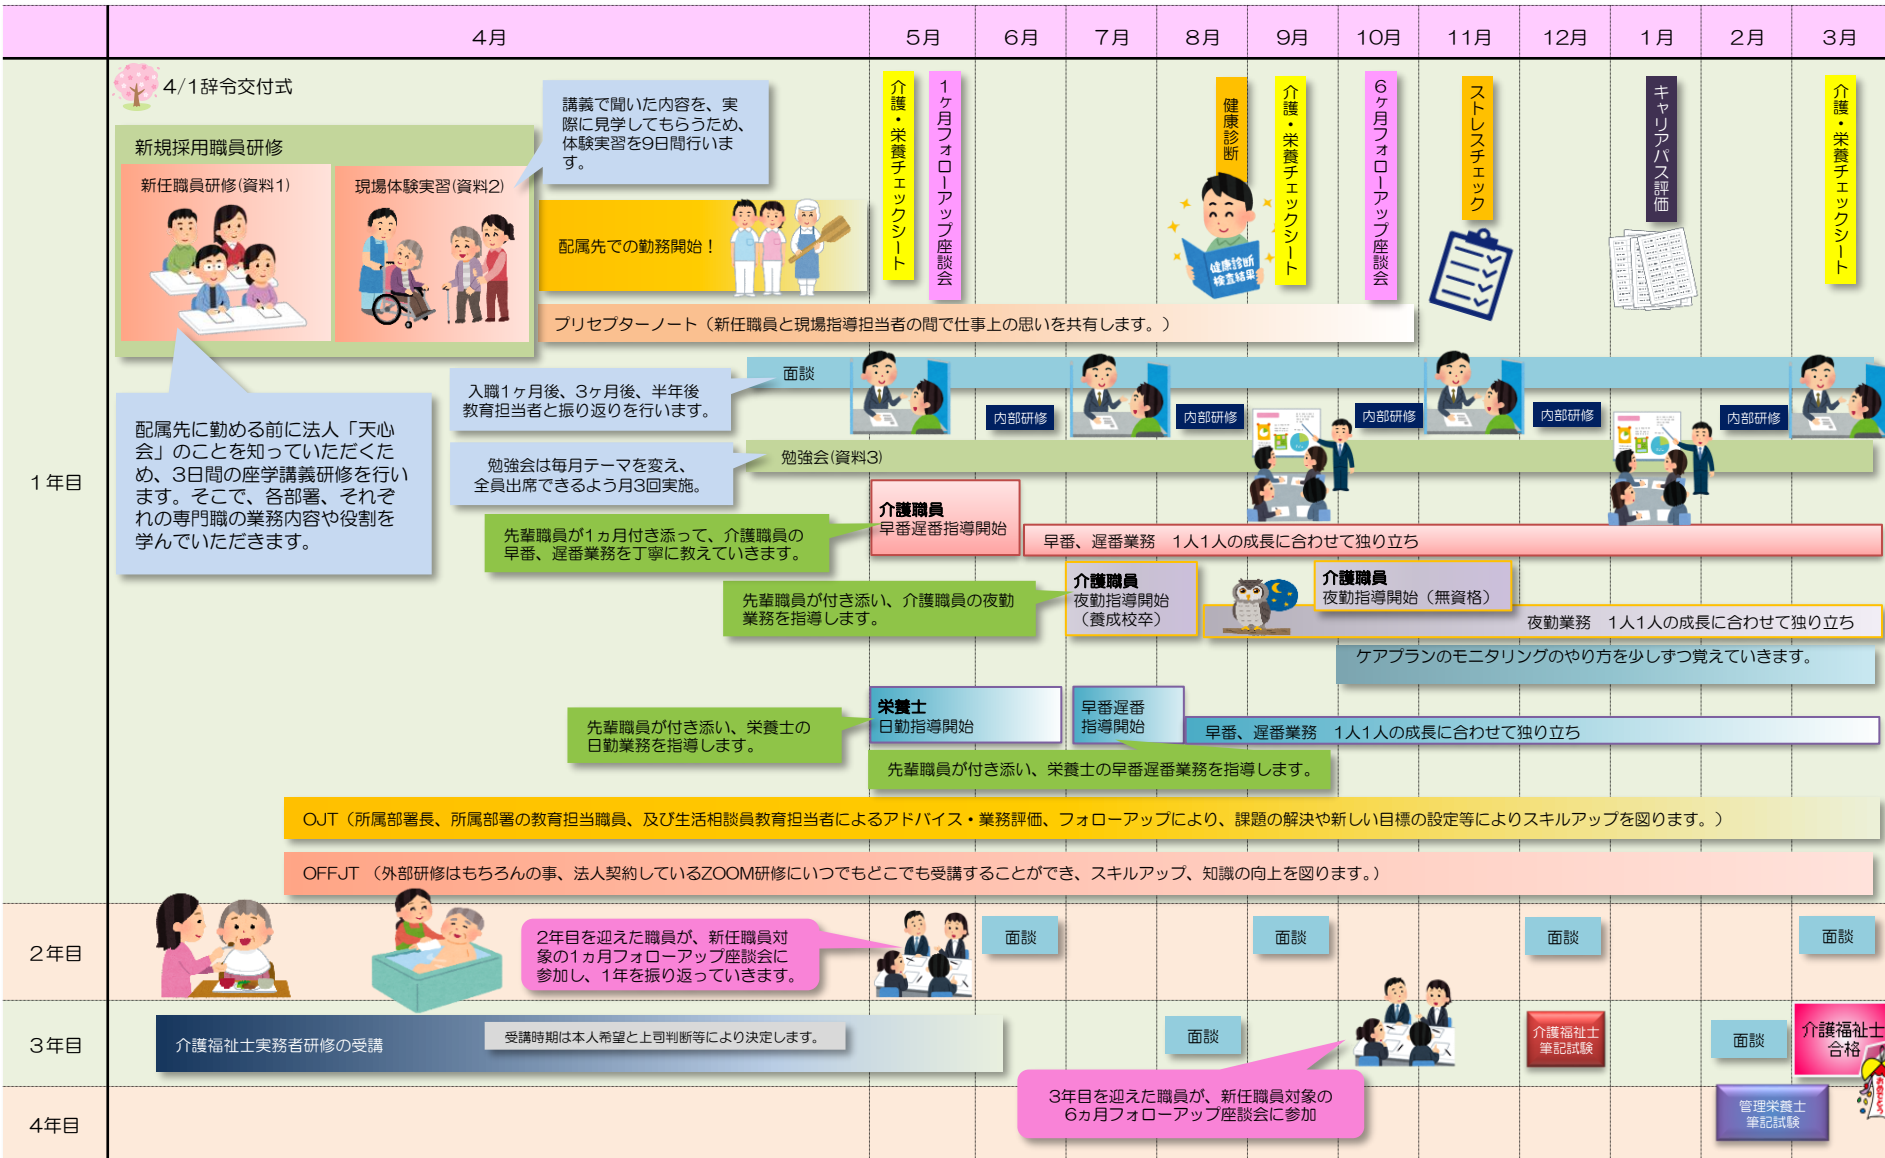 4月
5月
6月
7月
8月
9月
10月
11月
12月
1月
2月
3月
1年目
4/1辞令交付式
新規採用職員研修
新任職員研修(資料1)
現場体験実習(資料2)
講義で聞いた内容を、実
際に見学してもらうため、
体験実習を9日間行いま
す。
配属先での勤務開始！
介護・栄養チェックシート
1ヶ月フォローアップ座談会
健康診断
健康診断
検査結果
介護・栄養チェックシート
6ヶ月フォローアップ座談会
ストレスチェック
キャリアパス評価
介護・栄養チェックシート
プリセプターノート（新任職員と現場指導担当者の間で仕事上の思いを共有します。）
配属先に勤める前に法人「天心
会」のことを知っていただくた
め、3日間の座学講義研修を行い
ます。そこで、各部署、それぞ
れの専門職の業務内容や役割を
学んでいただきます。
入職1ヶ月後、3ヶ月後、半年後
教育担当者と振り返りを行います。
面談
内部研修
内部研修
内部研修
内部研修
内部研修
勉強会は毎月テーマを変え、
全員出席できるよう月3回実施。
勉強会(資料3)
先輩職員が1ヵ月付き添って、介護職員の
早番、遅番業務を丁寧に教えていきます。
介護職員
早番遅番指導開始
早番、遅番業務　1人1人の成長に合わせて独り立ち
先輩職員が付き添い、介護職員の夜勤
業務を指導します。
介護職員
夜勤指導開始
（養成校卒）
介護職員
夜勤指導開始（無資格）
夜勤業務　1人1人の成長に合わせて独り立ち
ケアプランのモニタリングのやり方を少しずつ覚えていきます。
先輩職員が付き添い、栄養士の
日勤業務を指導します。
栄養士
日勤指導開始
早番遅番
指導開始
早番、遅番業務　1人1人の成長に合わせて独り立ち
先輩職員が付き添い、栄養士の早番遅番業務を指導します。
OJT（所属部署長、所属部署の教育担当職員、及び生活相談員教育担当者によるアドバイス・業務評価、フォローアップにより、課題の解決や新しい目標の設定等によりスキルアップを図ります。）
OFFJT （外部研修はもちろんの事、法人契約しているZOOM研修にいつでもどこでも受講することができ、スキルアップ、知識の向上を図ります。）
2年目
2年目を迎えた職員が、新任職員対
象の1ヵ月フォローアップ座談会に
参加し、1年を振り返っていきます。
面談
面談
面談
面談
3年目
介護福祉士実務者研修の受講
受講時期は本人希望と上司判断等により決定します。
面談
介護福祉士
筆記試験
面談
介護福祉士
合格
おめでとう
3年目を迎えた職員が、新任職員対象の
6ヵ月フォローアップ座談会に参加
4年目
管理栄養士
筆記試験